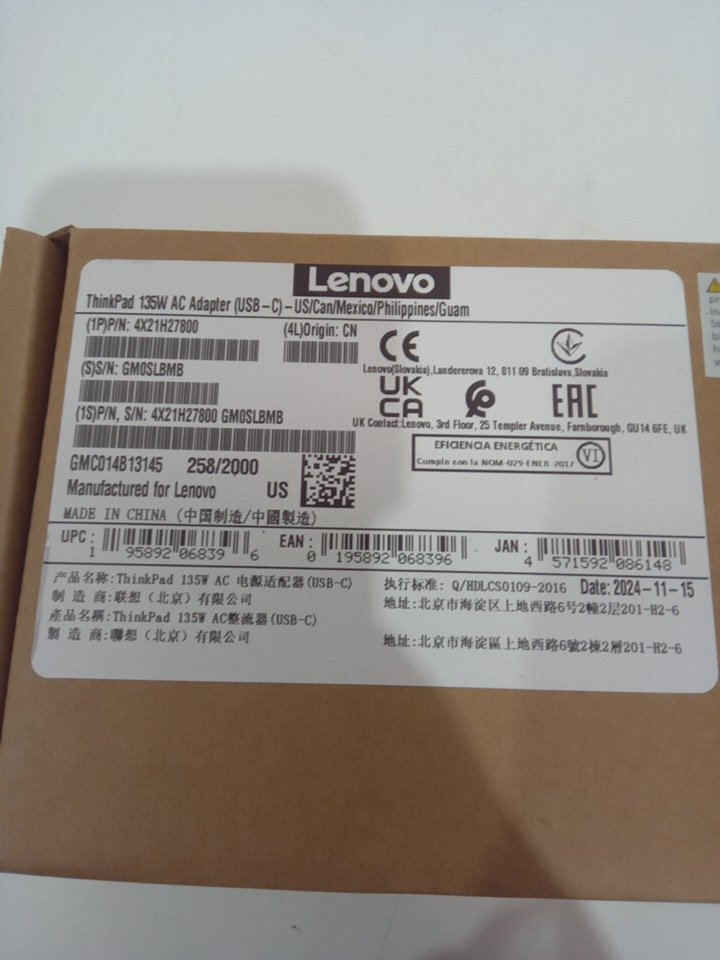 Lenovo
ThinkPad 135W AC Adapter (USB-C)-US/Can/Mexico/Philippines/Guam
(1P)P/N: 4X21H27800
(4L)Origin: CN
(S)S/N: GM0SLBMB
(1S)P/N, S/N: 4X21H27800 GM0SLBMB
GMC014B13145 258/2000
Manufactured for Lenovo US
MADE IN CHINA (中国制造/中國製造)
CE
Lenovo(Slovakia),Landererova 12, 811 09 Bratislava,Slovakia
UK
CA
EAC
UK Contact:Lenovo, 3rd Floor, 25 Templer Avenue, Farnborough, GU14 6FE, UK
EFICIENCIA ENERGÉTICA
Cumple con la NOM-029-ENER-2017
VI
UPC: 1 95892 06839 6
EAN: 0 195892 068396
JAN: 4 571592 086148
产品名称:ThinkPad 135W AC 电源适配器(USB-C)
制 造 商:联想（北京）有限公司
產品名稱:ThinkPad 135W AC整流器(USB-C)
製 造 商:聯想（北京）有限公司
执行标准: Q/HDLCS0109-2016 Date: 2024-11-15
地址:北京市海淀区上地西路6号2幢2层201-H2-6
地址:北京市海淀區上地西路6號2棟2層201-H2-6